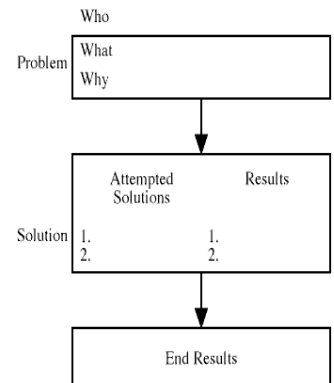 Who
Problem
What
Why
Attempted Solutions
Results
Solution
1.
1.
2.
2.
End Results